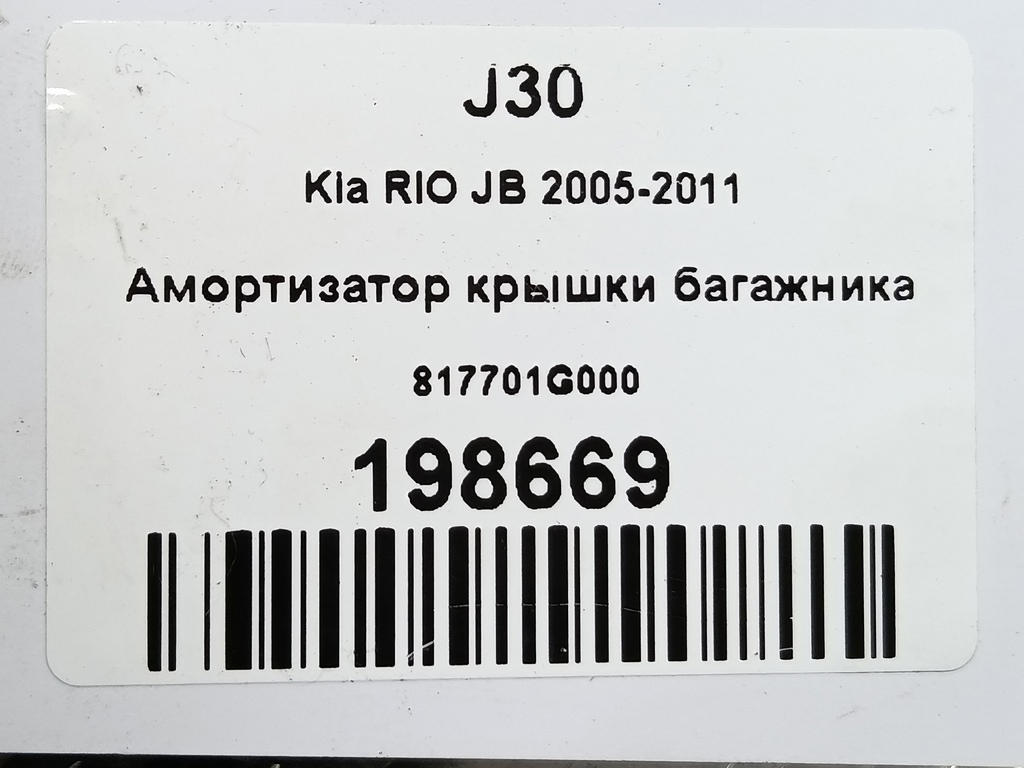 J30
Kia RIO JB 2005-2011
Амортизатор крышки багажника
817701G000
198669